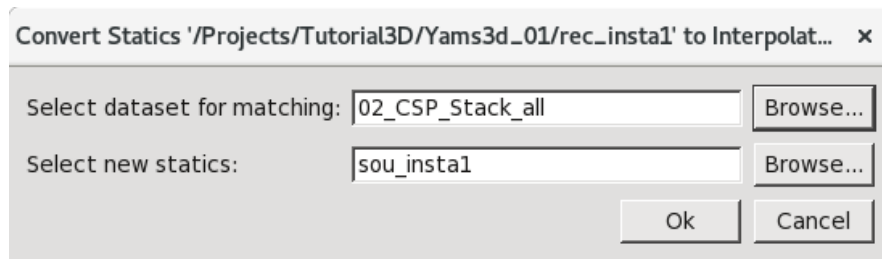 Convert Statics '/Projects/Tutorial3D/Yams3d_01/rec_insta1' to Interpolat... ×
Select dataset for matching: 02_CSP_Stack_all Browse...
Select new statics: sou_insta1 Browse...
Ok Cancel